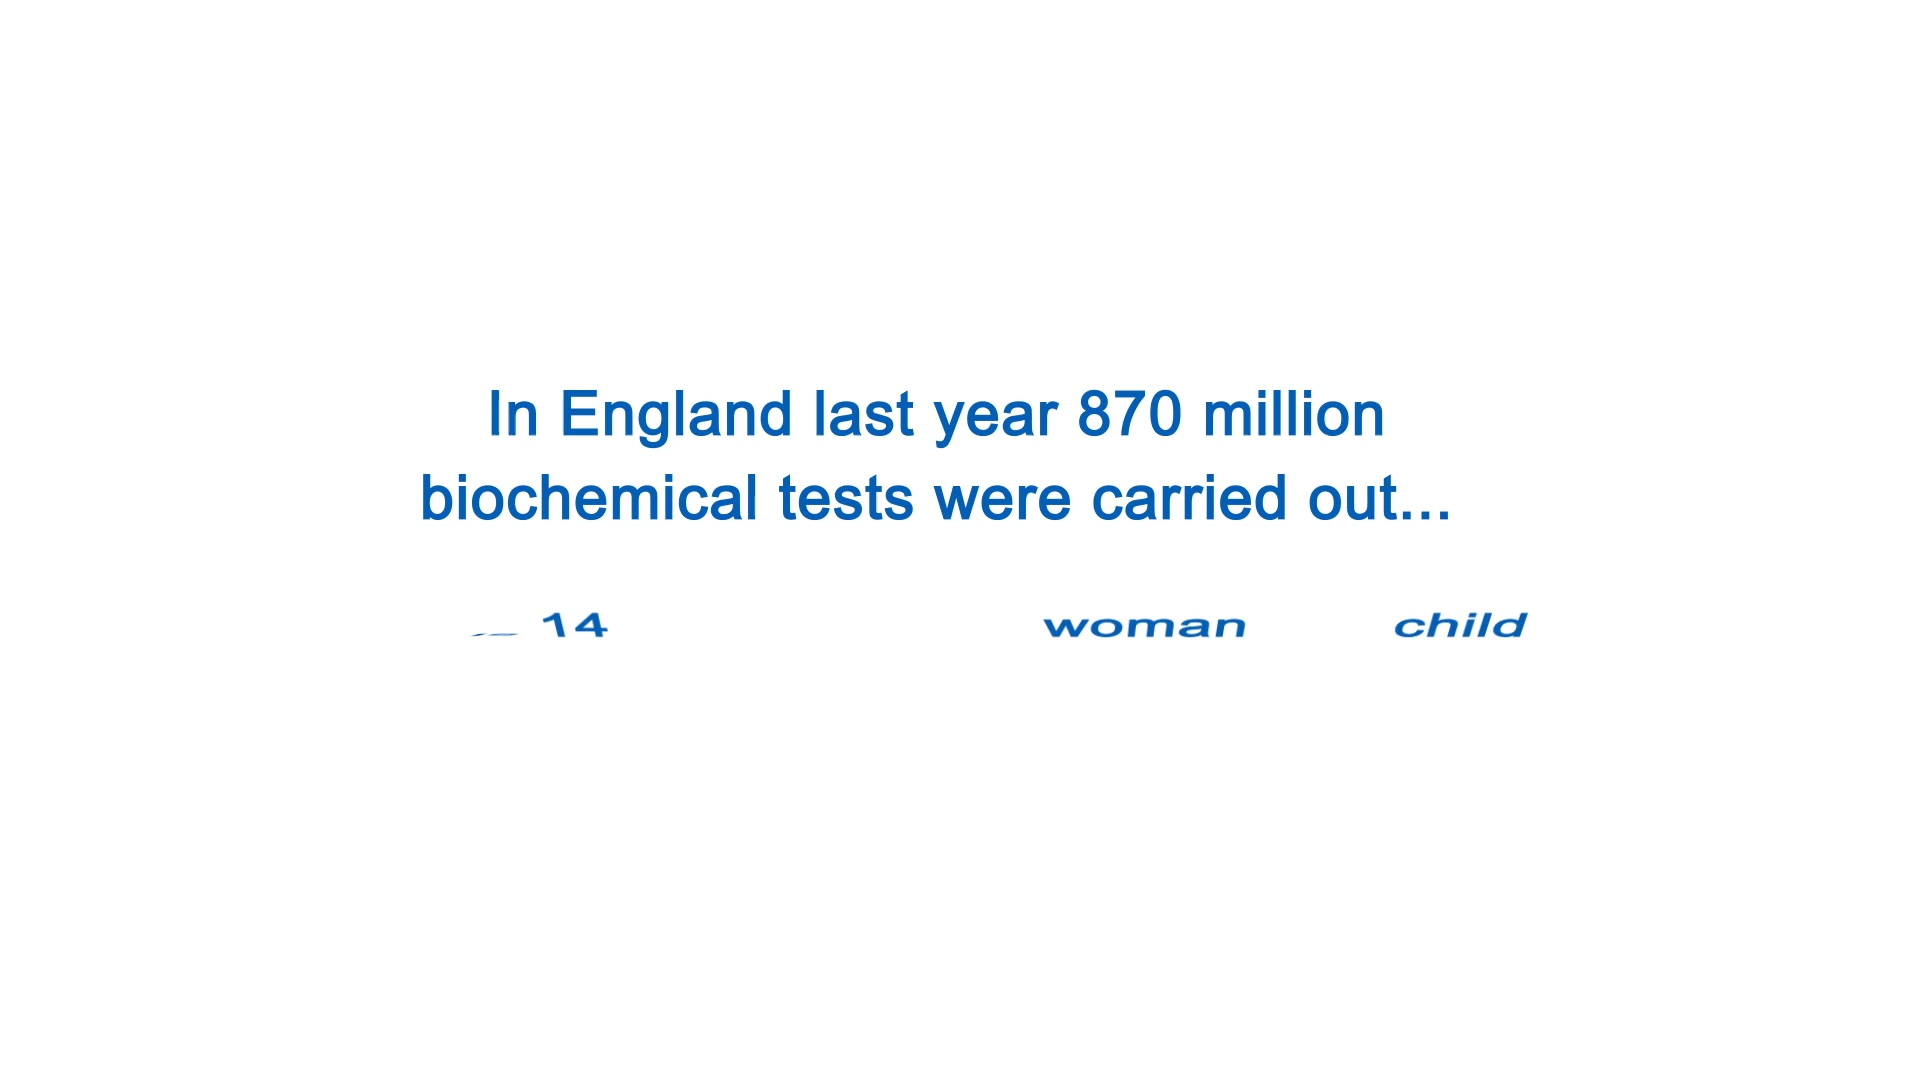 In England last year 870 million
biochemical tests were carried out...
14 woman child